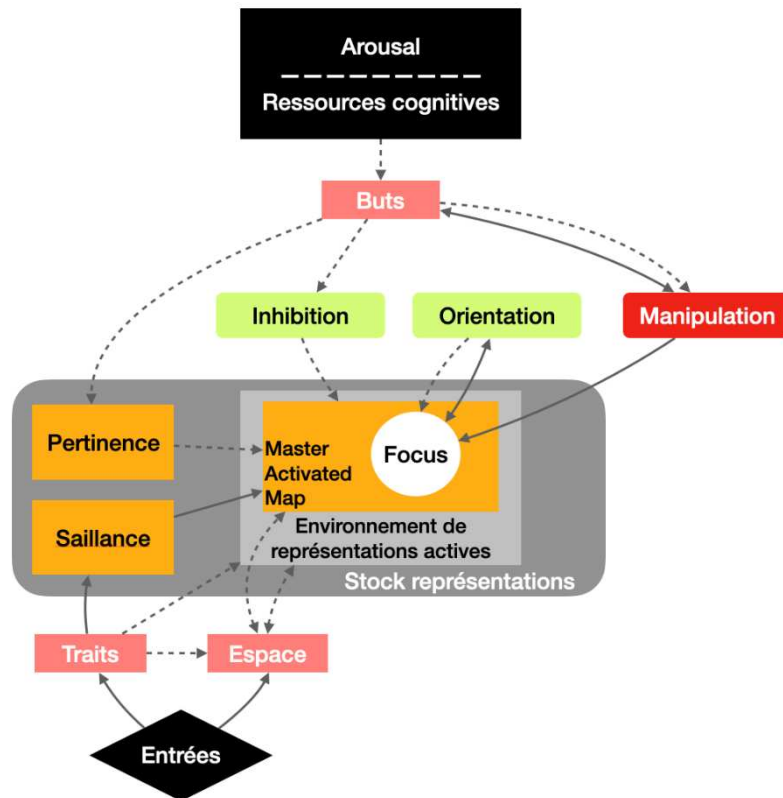 Arousal
Ressources cognitives
Buts
Inhibition
Orientation
Manipulation
Pertinence
Master
Activated
Map
Focus
Saillance
Environnement de
représentations actives
Stock représentations
Traits
Espace
Entrées